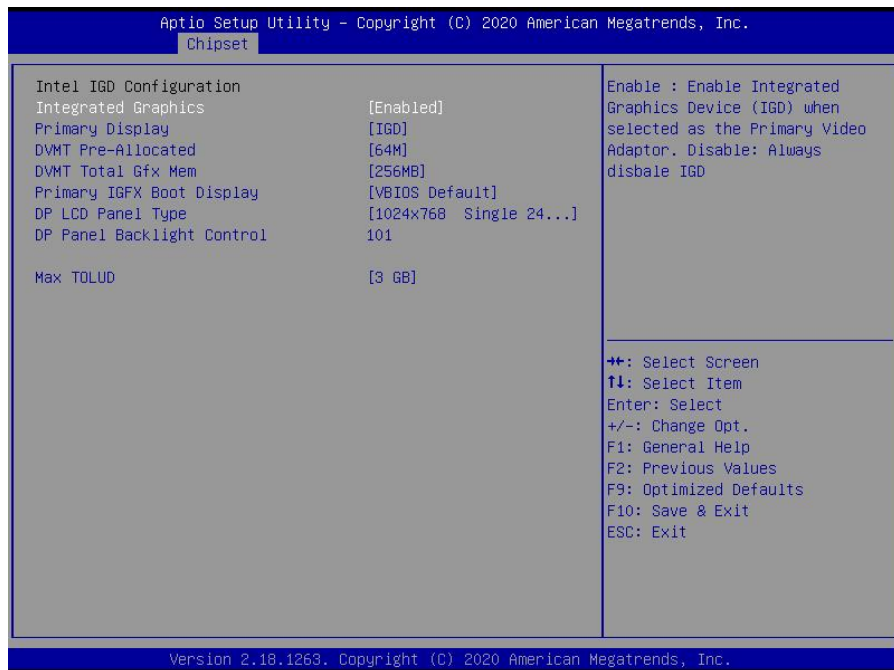 Aptio Setup Utility – Copyright (C) 2020 American Megatrends, Inc.
Chipset
Intel IGD Configuration
Integrated Graphics [Enabled]
Primary Display [IGD]
DVMT Pre-Allocated [64M]
DVMT Total Gfx Mem [256MB]
Primary IGFX Boot Display [VBIOS Default]
DP LCD Panel Type [1024x768 Single 24...]
DP Panel Backlight Control 101
Max TOLUD [3 GB]
Enable : Enable Integrated
Graphics Device (IGD) when
selected as the Primary Video
Adaptor. Disable: Always
disbale IGD
→←: Select Screen
↑↓: Select Item
Enter: Select
+/-: Change Opt.
F1: General Help
F2: Previous Values
F9: Optimized Defaults
F10: Save & Exit
ESC: Exit
Version 2.18.1263. Copyright (C) 2020 American Megatrends, Inc.